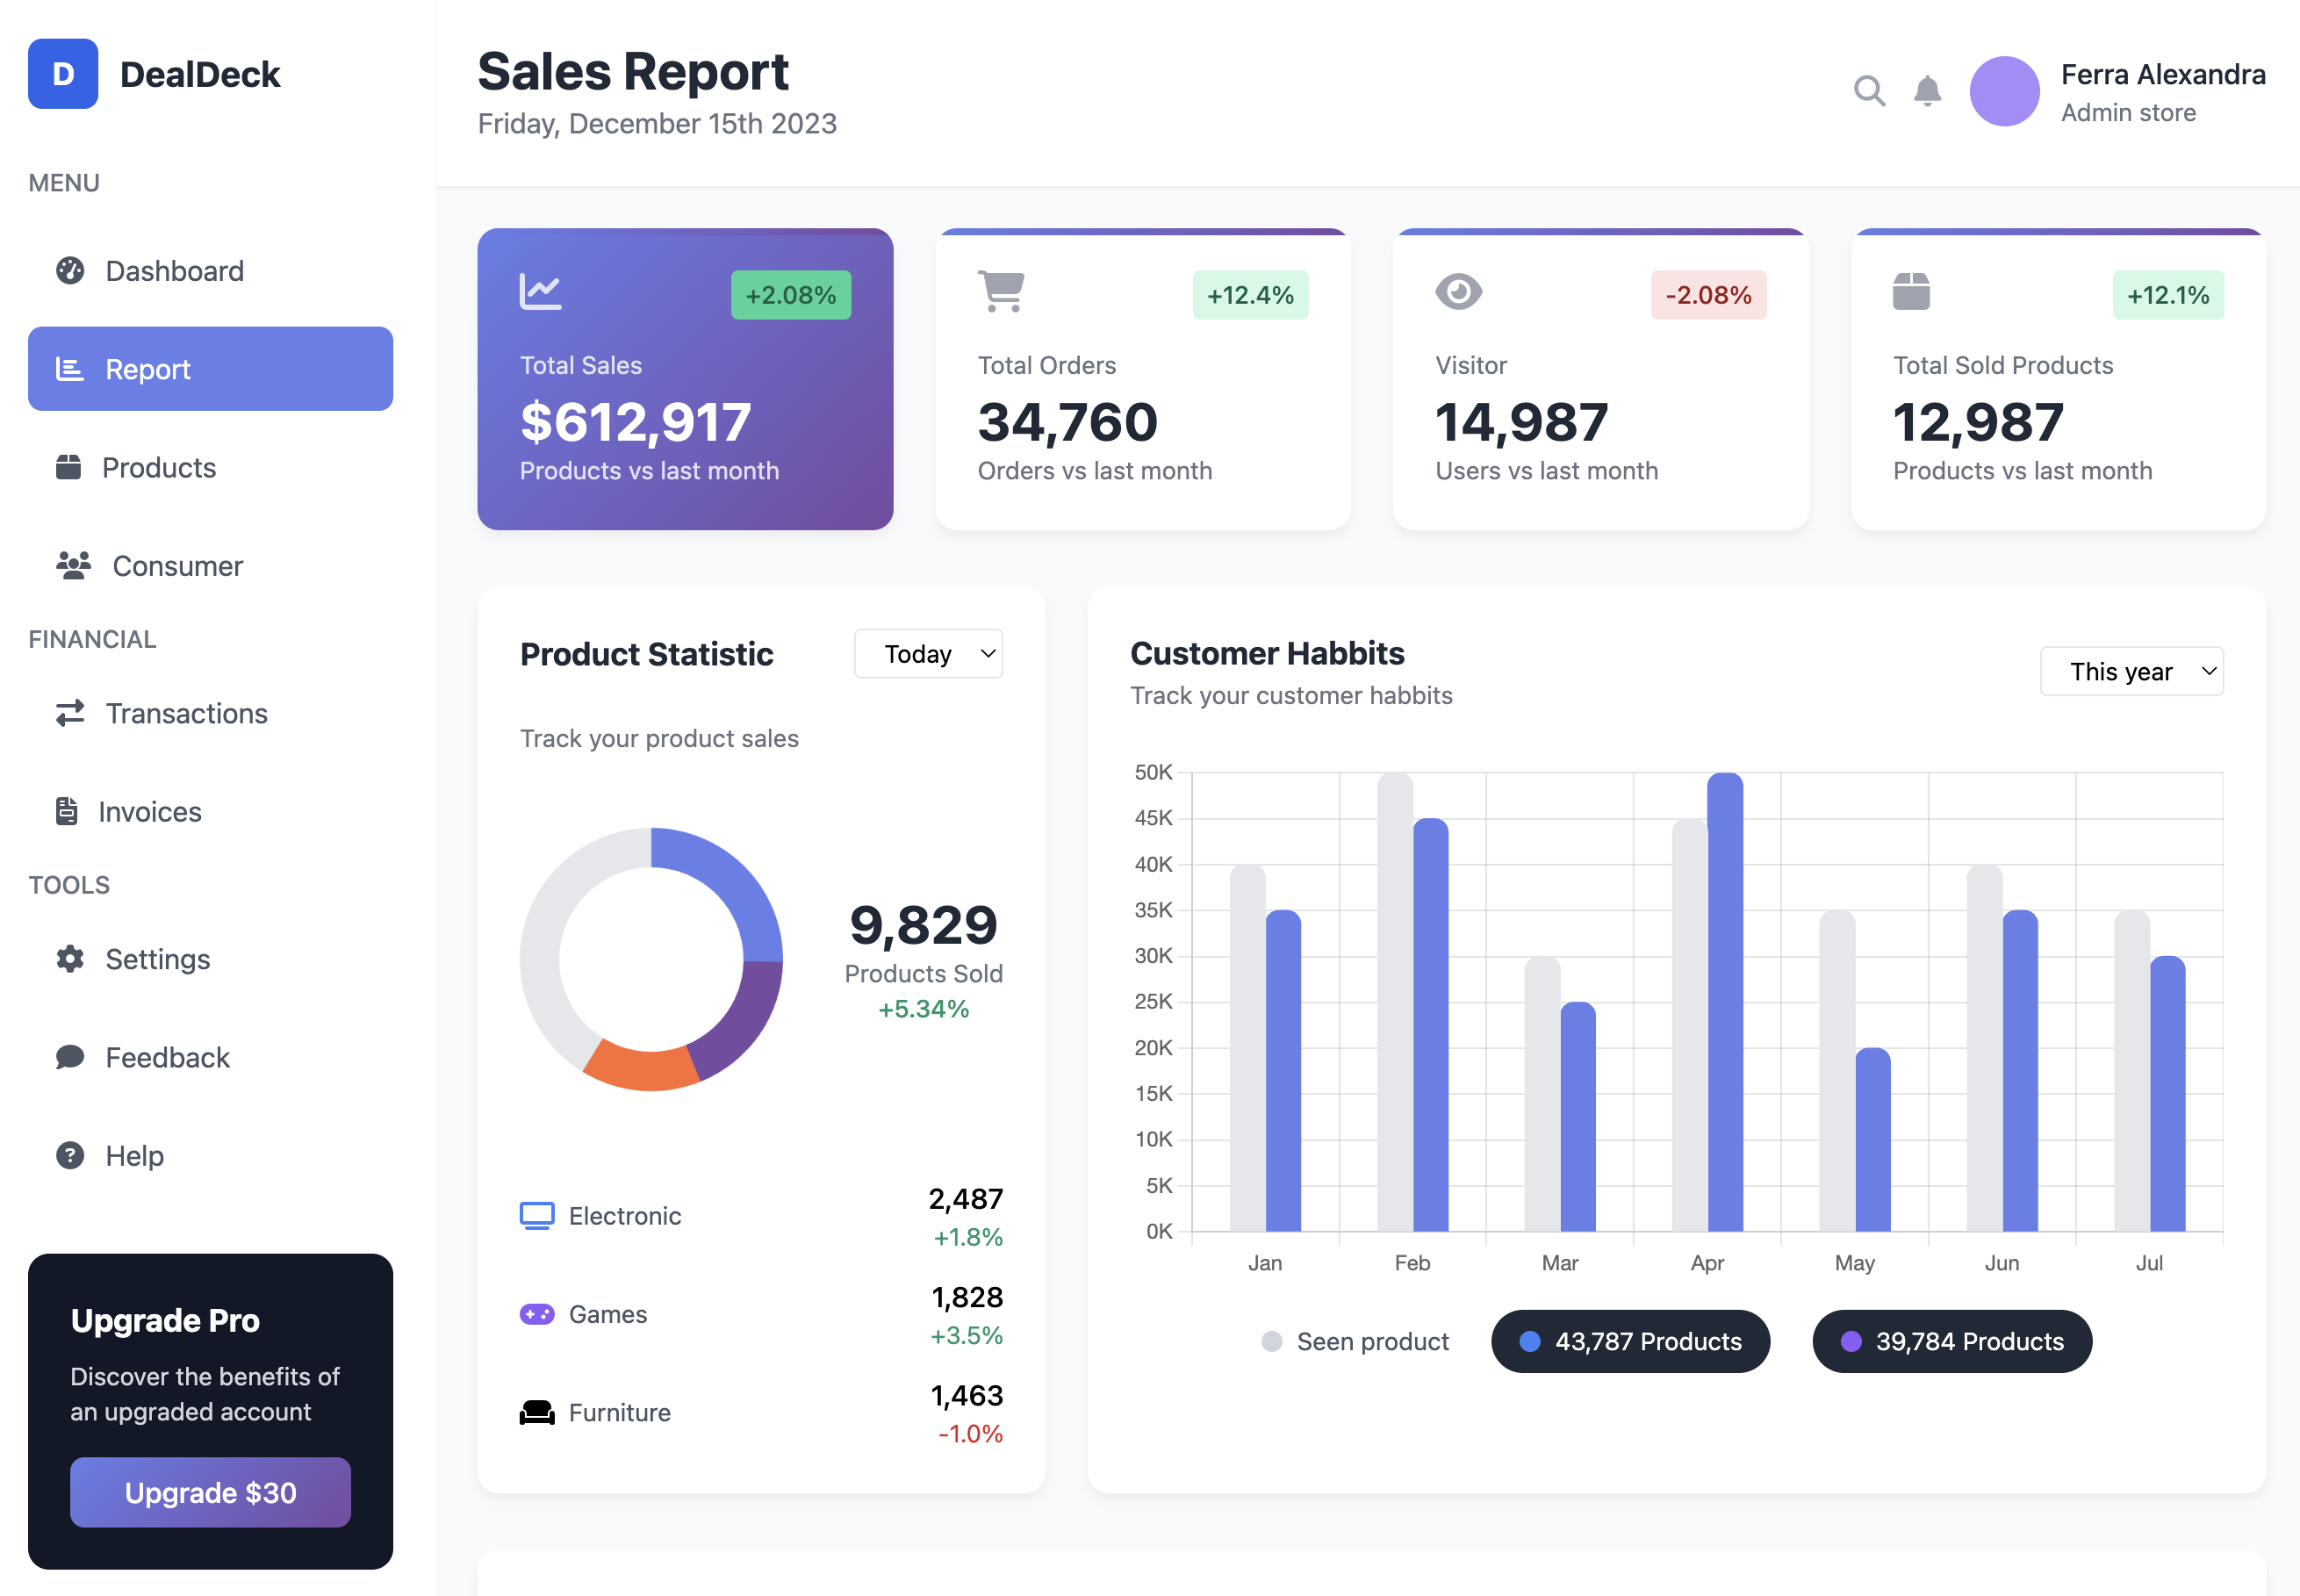 D
DealDeck
MENU
Dashboard
Report
Products
Consumer
FINANCIAL
Transactions
Invoices
TOOLS
Settings
Feedback
Help
Upgrade Pro
Discover the benefits of
an upgraded account
Upgrade $30
Sales Report
Friday, December 15th 2023
Ferra Alexandra
Admin store
+2.08%
Total Sales
$612,917
Products vs last month
+12.4%
Total Orders
34,760
Orders vs last month
-2.08%
Visitor
14,987
Users vs last month
+12.1%
Total Sold Products
12,987
Products vs last month
Product Statistic
Today
Track your product sales
9,829
Products Sold
+5.34%
Electronic
2,487
+1.8%
Games
1,828
+3.5%
Furniture
1,463
-1.0%
Customer Habbits
Track your customer habbits
This year
50K
45K
40K
35K
30K
25K
20K
15K
10K
5K
0K
Jan Feb Mar Apr May Jun Jul
Seen product
43,787 Products
39,784 Products